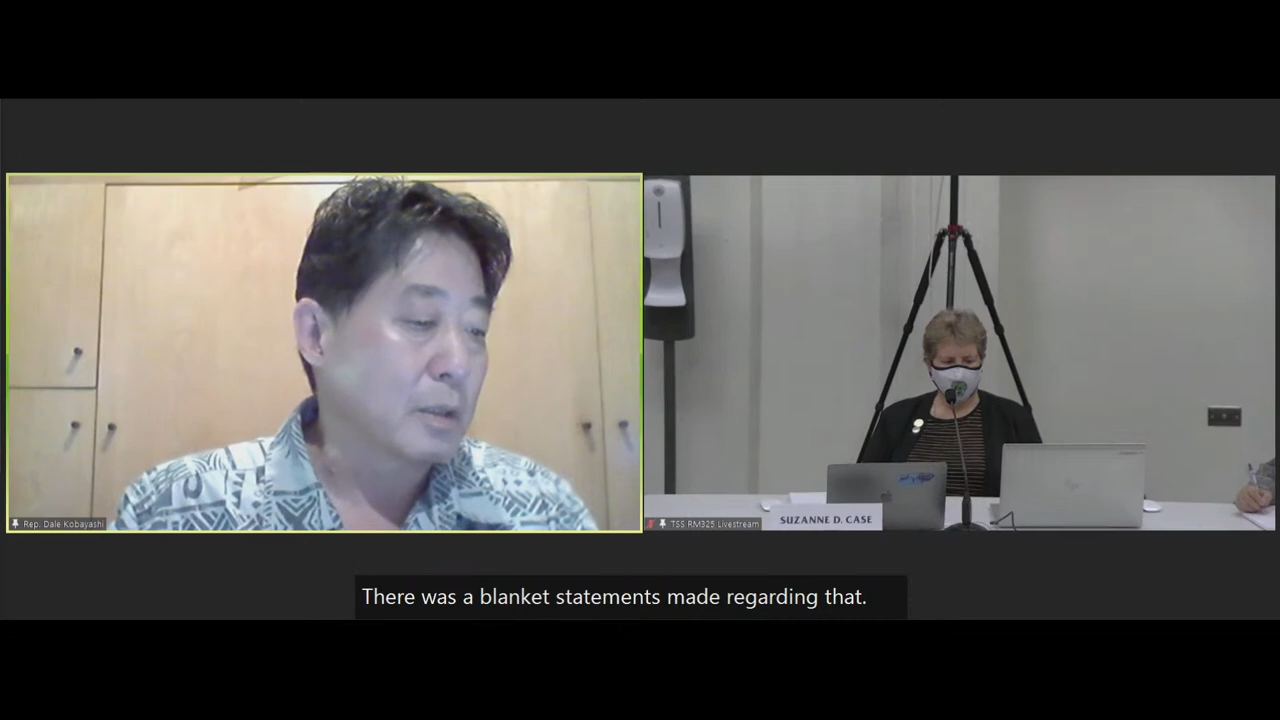 Rep. Dale Kobayashi
TSS RM325 Livestream
SUZANNE D. CASE
There was a blanket statements made regarding that.